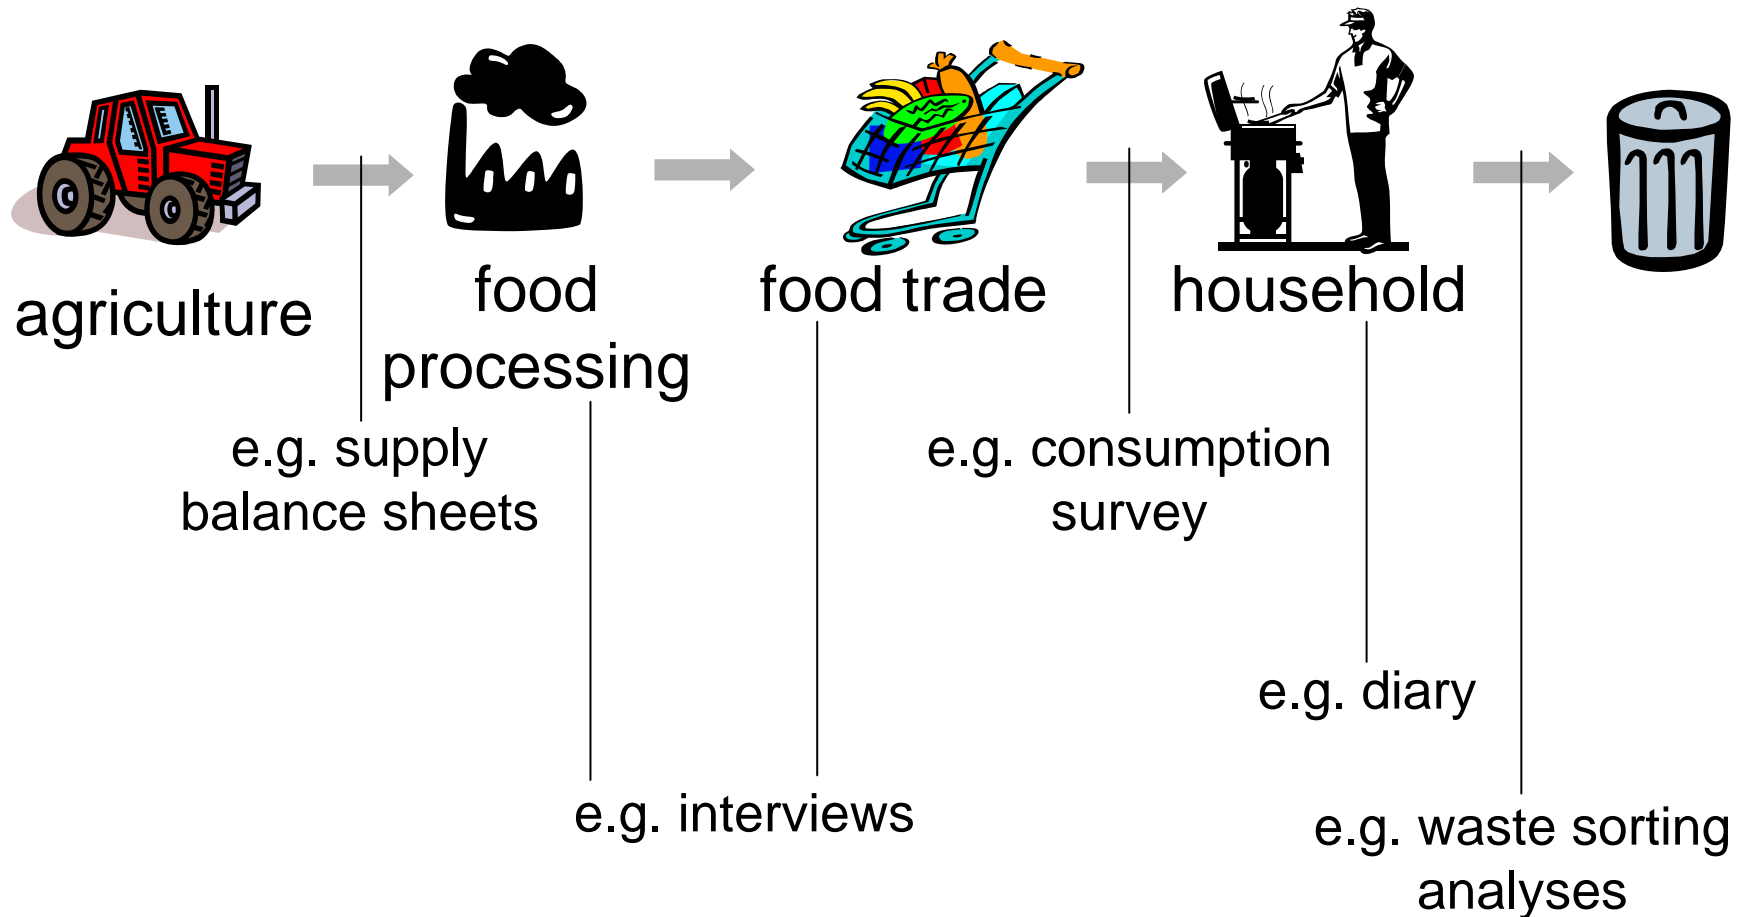 agriculture
food
processing
food trade
household
e.g. supply
balance sheets
e.g. consumption
survey
e.g. diary
e.g. interviews
e.g. waste sorting
analyses